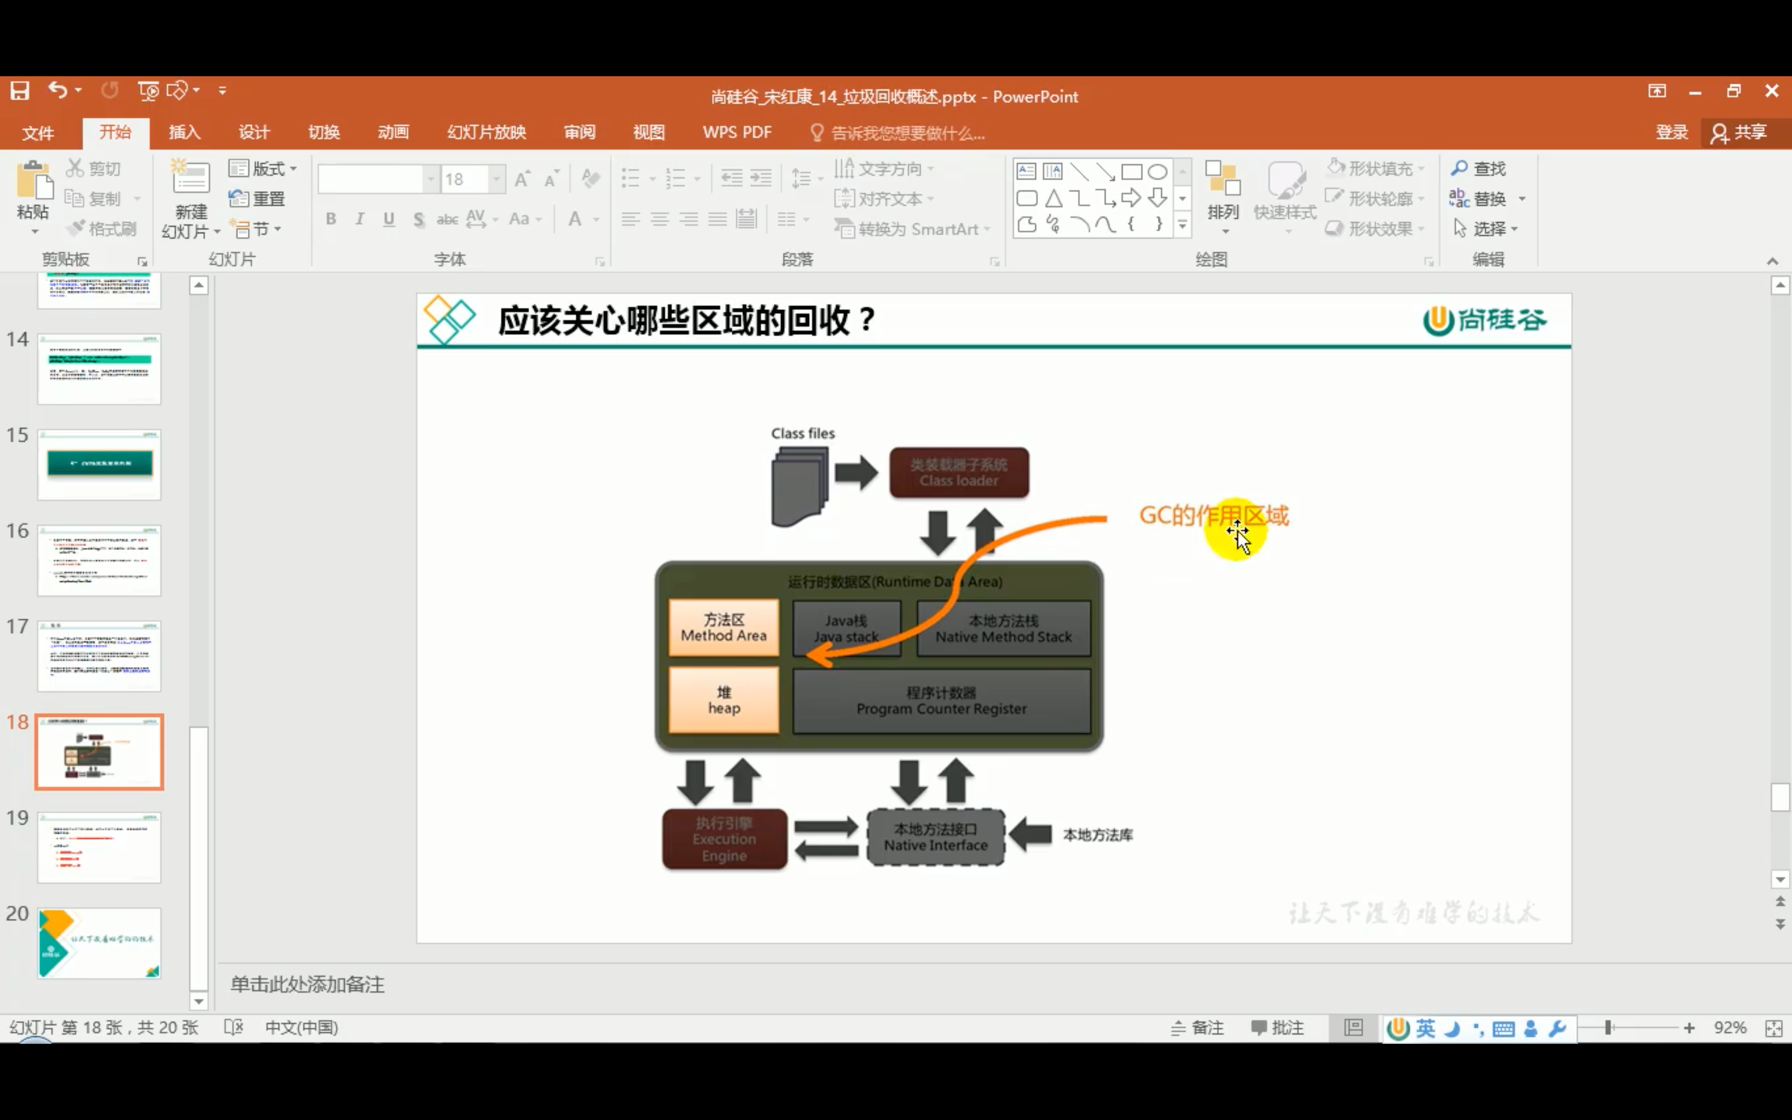 尚硅谷_宋红康_14_垃圾回收概述.pptx - PowerPoint
文件 开始 插入 设计 切换 动画 幻灯片放映 审阅 视图 WPS PDF 告诉我您想要做什么... 登录 共享
粘贴 剪切 复制 格式刷
剪贴板
新建幻灯片 版式 重置 节
幻灯片
18
B I U S abc AV Aa A
字体
文字方向 对齐文本 转换为 SmartArt
段落
排列 快速样式 形状填充 形状轮廓 形状效果
绘图
查找 替换 选择
编辑
14
15
16
17
18
19
20
让天下没有难学的技术
应该关心哪些区域的回收？
尚硅谷
Class files
类装载器子系统
Class loader
GC的作用区域
运行时数据区(Runtime Data Area)
方法区
Method Area
Java栈
Java stack
本地方法栈
Native Method Stack
堆
heap
程序计数器
Program Counter Register
执行引擎
Execution
Engine
本地方法接口
Native Interface
本地方法库
让天下没有难学的技术
单击此处添加备注
幻灯片 第 18 张，共 20 张 中文(中国) 备注 批注 英 92%